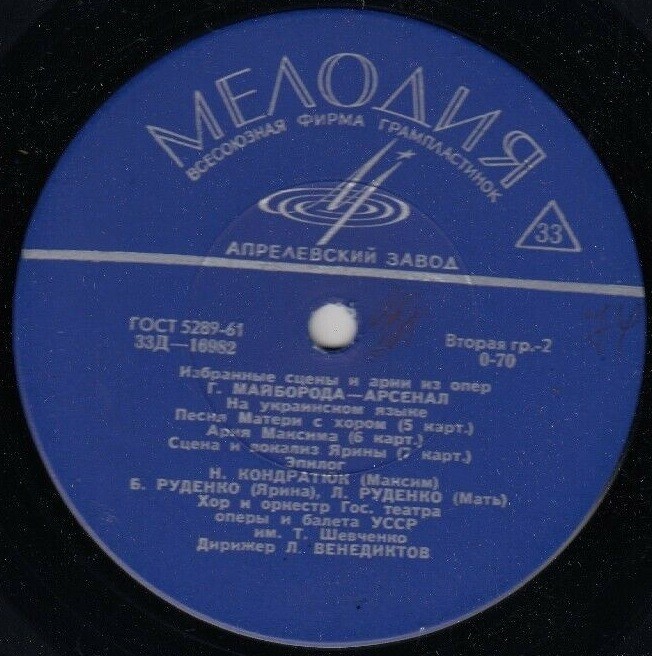 МЕЛОДИЯ
ВСЕСОЮЗНАЯ ФИРМА ГРАМПЛАСТИНОК
33
АПРЕЛЕВСКИЙ ЗАВОД
ГОСТ 5289-61
33Д—16982
Вторая гр.-2
0-70
Избранные сцены и арии из опер
Г. МАЙБОРОДА—АРСЕНАЛ
На украинском языке
Песня Матери с хором (5 карт.)
Ария Максима (6 карт.)
Сцена и вокализ Ярины (7 карт.)
Эпилог
Н. КОНДРАТЮК (Максим)
Б. РУДЕНКО (Ярина), Л. РУДЕНКО (Мать).
Хор и оркестр Гос. театра
оперы и балета УССР
им. Т. Шевченко
Дирижер Л. ВЕНЕДИКТОВ